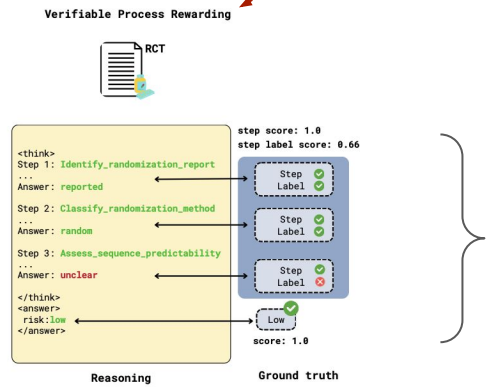 Verifiable Process Rewarding
RCT
step score: 1.0
step label score: 0.66
<think>
Step 1: Identify_randomization_report
...
Answer: reported
Step 2: Classify_randomization_method
...
Answer: random
Step 3: Assess_sequence_predictability
...
Answer: unclear
</think>
<answer>
risk:low
</answer>
Step
Label
Step
Label
Step
Label
Low
score: 1.0
Reasoning
Ground truth